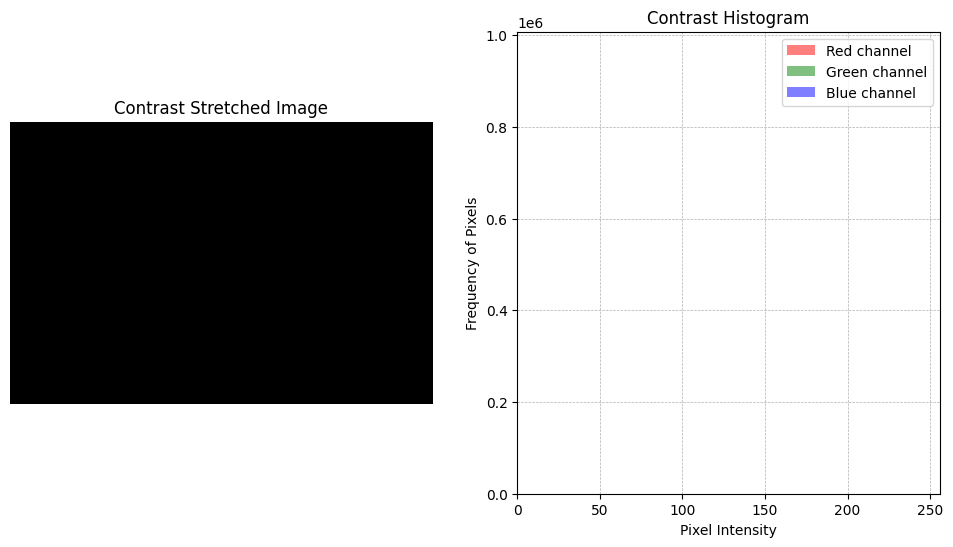 Contrast Stretched Image
Contrast Histogram
1e6
Red channel
Green channel
Blue channel
Frequency of Pixels
1.0
0.8
0.6
0.4
0.2
0.0
0 50 100 150 200 250
Pixel Intensity